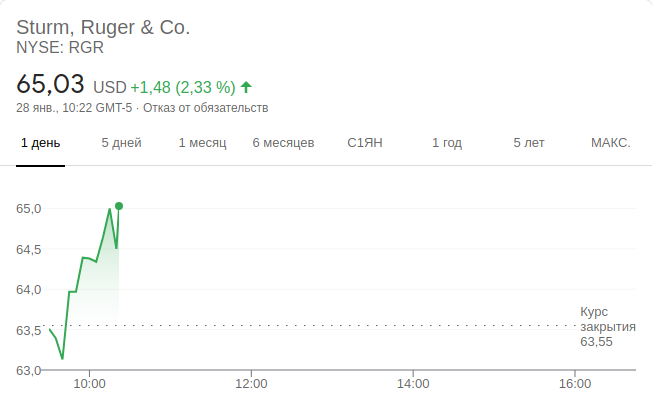 Sturm, Ruger & Co.
NYSE: RGR
65,03 USD +1,48 (2,33 %)
28 янв., 10:22 GMT-5 · Отказ от обязательств
1 день 5 дней 1 месяц 6 месяцев С1ЯН 1 год 5 лет МАКС.
65,0
64,5
64,0
Курс
закрытия
63,55
63,5
63,0
10:00 12:00 14:00 16:00